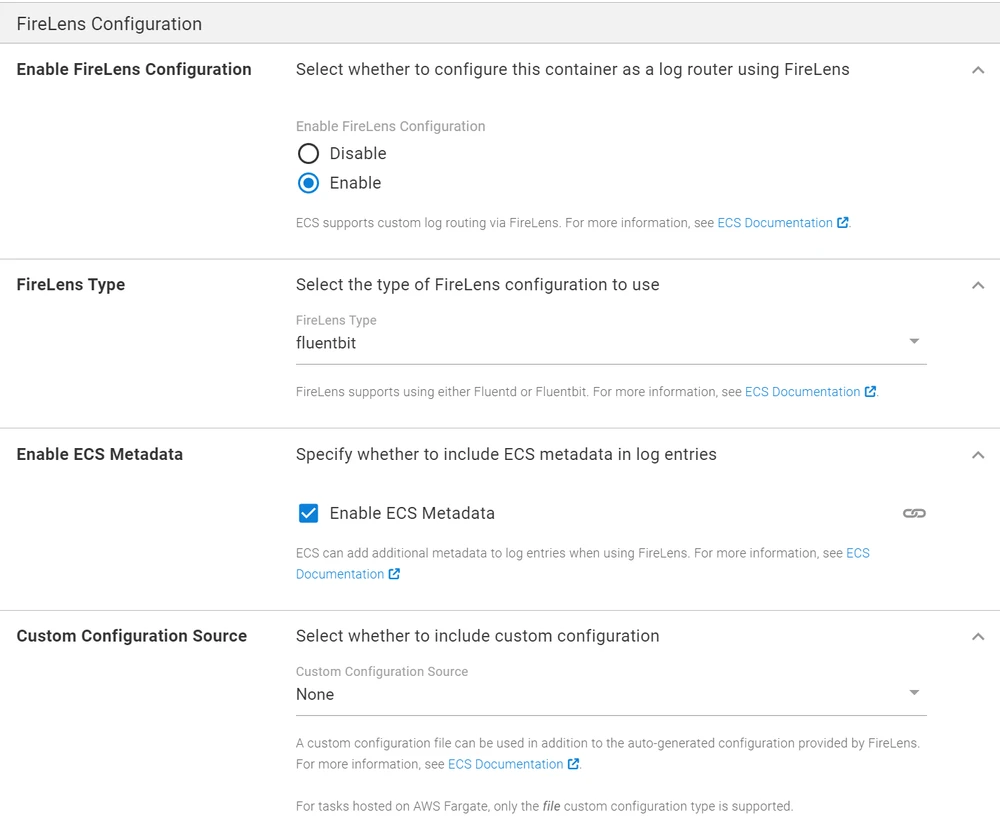 FireLens Configuration
Enable FireLens Configuration
Select whether to configure this container as a log router using FireLens
Enable FireLens Configuration
Disable
Enable
ECS supports custom log routing via FireLens. For more information, see ECS Documentation.
FireLens Type
Select the type of FireLens configuration to use
FireLens Type
fluentbit
FireLens supports using either Fluentd or Fluentbit. For more information, see ECS Documentation.
Enable ECS Metadata
Specify whether to include ECS metadata in log entries
Enable ECS Metadata
ECS can add additional metadata to log entries when using FireLens. For more information, see ECS
Documentation
Custom Configuration Source
Select whether to include custom configuration
Custom Configuration Source
None
A custom configuration file can be used in addition to the auto-generated configuration provided by FireLens.
For more information, see ECS Documentation.
For tasks hosted on AWS Fargate, only the file custom configuration type is supported.